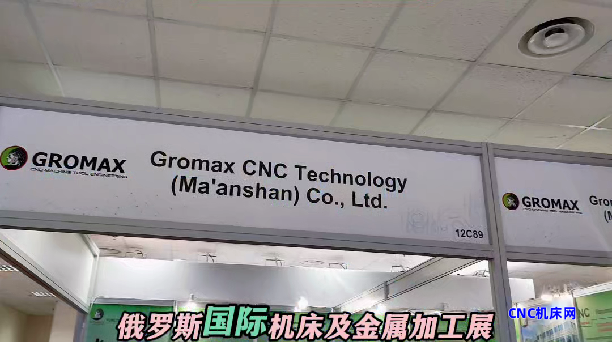 GROMAX
Gromax CNC Technology
(Ma'anshan) Co., Ltd.
12C89
GROMAX
Gro
(M
俄罗斯国际机床及金属加工展
CNC机床网